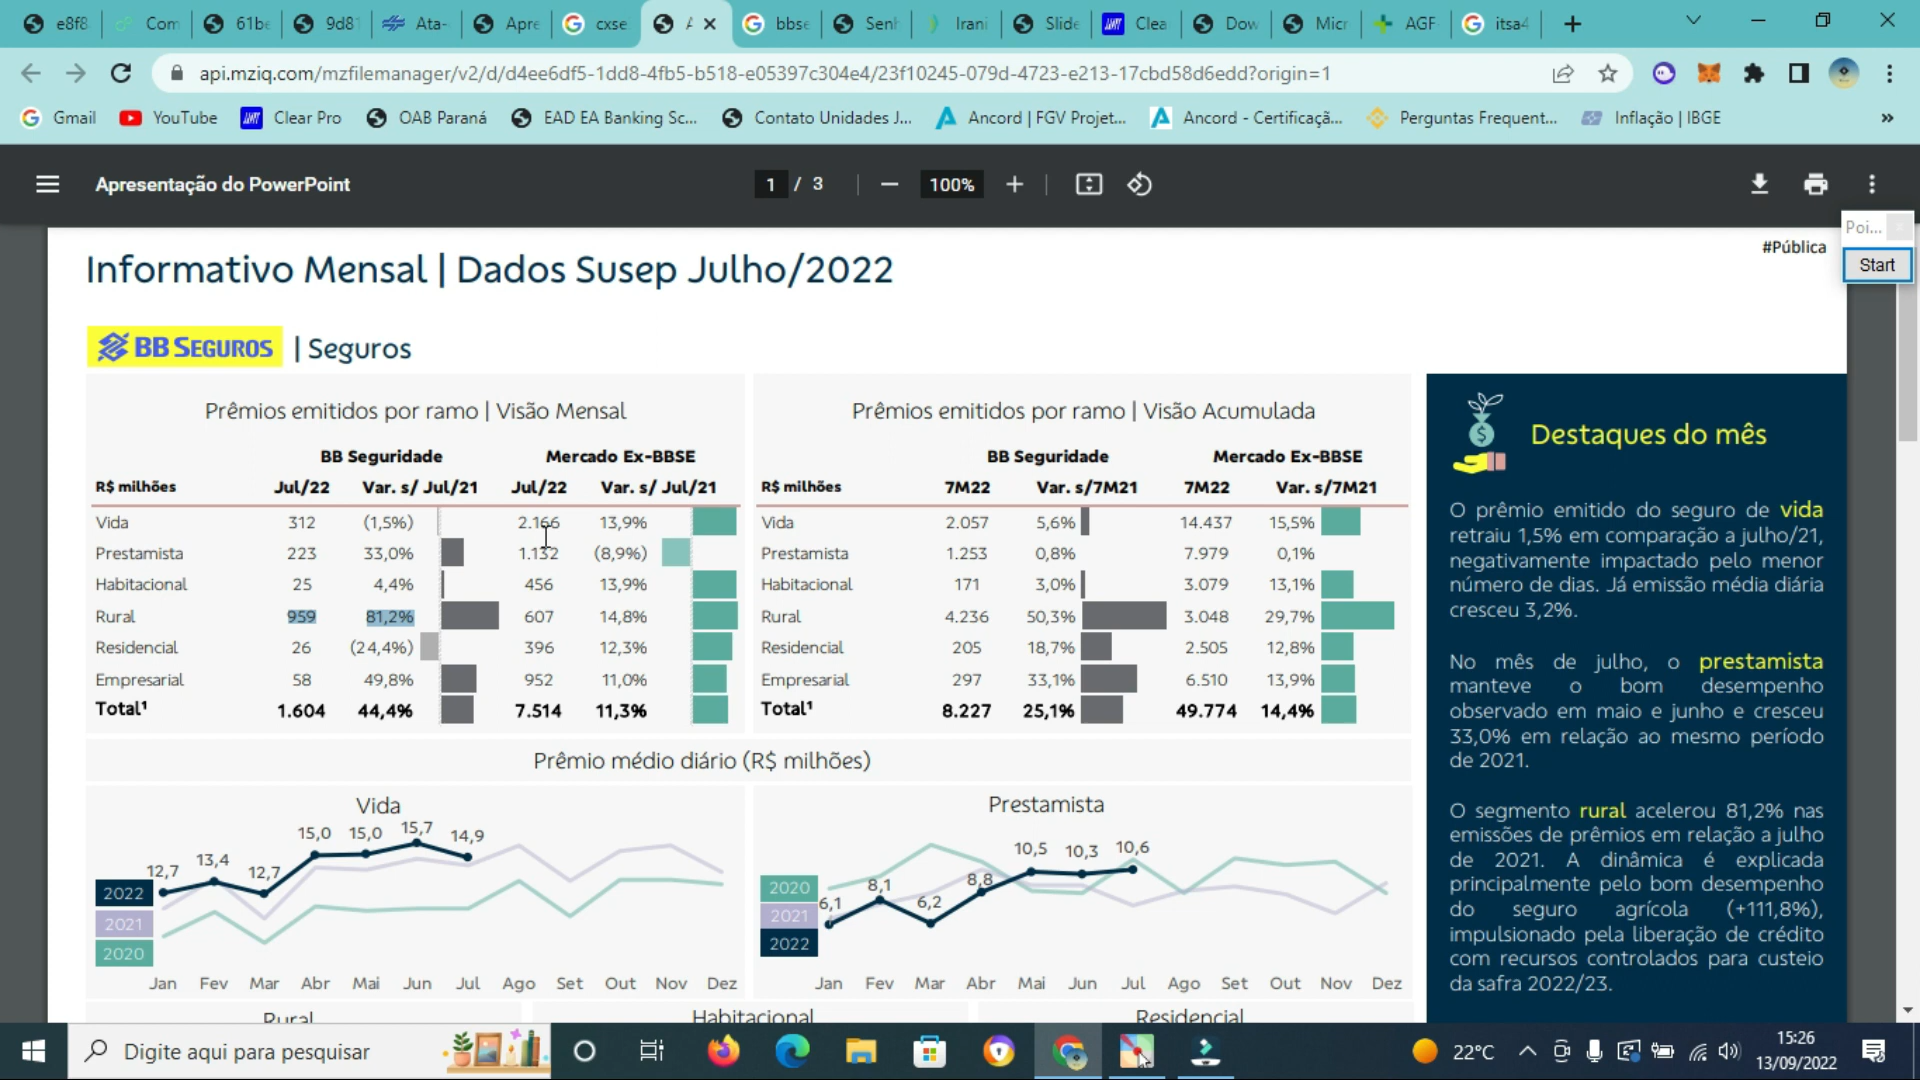 e8f8
Com
61be
9d81
Ata-
Apre
cxse
bbse
Senh
Irani
Slide
Clea
Dow
Micr
AGF
itsa4
api.mziq.com/mzfilemanager/v2/d/d4ee6df5-1dd8-4fb5-b518-e05397c304e4/23f10245-079d-4723-e213-17cbd58d6edd?origin=1
Gmail YouTube Clear Pro OAB Paraná EAD EA Banking Sc... Contato Unidades J... Ancord | FGV Projet... Ancord - Certificaçã... Perguntas Frequent... Inflação | IBGE »
Apresentação do PowerPoint 1 / 3 100%
Poi...
Start
#Pública
Informativo Mensal | Dados Susep Julho/2022
BB SEGUROS | Seguros
Prêmios emitidos por ramo | Visão Mensal
BB Seguridade Mercado Ex-BBSE
R$ milhões Jul/22 Var. s/ Jul/21 Jul/22 Var. s/ Jul/21
Vida 312 (1,5%) 2.166 13,9%
Prestamista 223 33,0% 1.132 (8,9%)
Habitacional 25 4,4% 456 13,9%
Rural 959 81,2% 607 14,8%
Residencial 26 (24,4%) 396 12,3%
Empresarial 58 49,8% 952 11,0%
Total¹ 1.604 44,4% 7.514 11,3%
Prêmios emitidos por ramo | Visão Acumulada
BB Seguridade Mercado Ex-BBSE
R$ milhões 7M22 Var. s/7M21 7M22 Var. s/7M21
Vida 2.057 5,6% 14.437 15,5%
Prestamista 1.253 0,8% 7.979 0,1%
Habitacional 171 3,0% 3.079 13,1%
Rural 4.236 50,3% 3.048 29,7%
Residencial 205 18,7% 2.505 12,8%
Empresarial 297 33,1% 6.510 13,9%
Total¹ 8.227 25,1% 49.774 14,4%
Prêmio médio diário (R$ milhões)
Vida
12,7 13,4 12,7 15,0 15,0 15,7 14,9
2022
2021
2020
Jan Fev Mar Abr Mai Jun Jul Ago Set Out Nov Dez
Prestamista
6,1 8,1 6,2 8,8 10,5 10,3 10,6
2020
2021
2022
Jan Fev Mar Abr Mai Jun Jul Ago Set Out Nov Dez
Rural
Habitacional
Residencial
Destaques do mês
O prêmio emitido do seguro de vida
retraiu 1,5% em comparação a julho/21,
negativamente impactado pelo menor
número de dias. Já emissão média diária
cresceu 3,2%.
No mês de julho, o prestamista
manteve o bom desempenho
observado em maio e junho e cresceu
33,0% em relação ao mesmo período
de 2021.
O segmento rural acelerou 81,2% nas
emissões de prêmios em relação a julho
de 2021. A dinâmica é explicada
principalmente pelo bom desempenho
do seguro agrícola (+111,8%),
impulsionado pela liberação de crédito
com recursos controlados para custeio
da safra 2022/23.
Digite aqui para pesquisar
22°C
15:26
13/09/2022